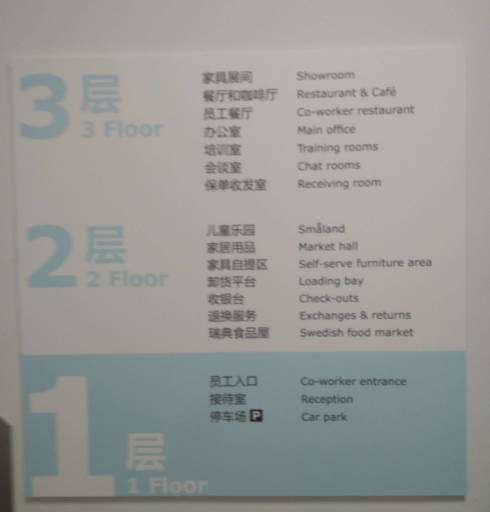 3层
3 Floor
家具展间 Showroom
餐厅和咖啡厅 Restaurant & Café
员工餐厅 Co-worker restaurant
办公室 Main office
培训室 Training rooms
会谈室 Chat rooms
保单收发室 Receiving room
2层
2 Floor
儿童乐园 Småland
家居用品 Market hall
家具自提区 Self-serve furniture area
卸货平台 Loading bay
收银台 Check-outs
退换服务 Exchanges & returns
瑞典食品屋 Swedish food market
1层
1 Floor
员工入口 Co-worker entrance
接待室 Reception
停车场 P Car park